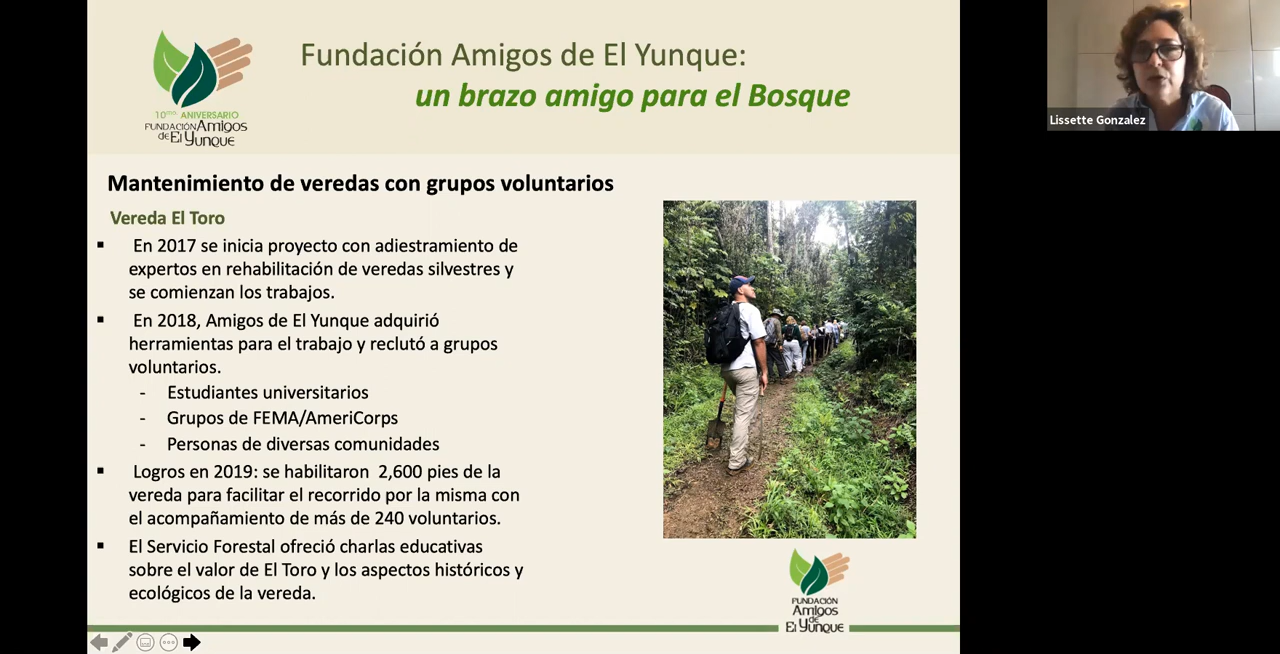 Fundación Amigos de El Yunque:
un brazo amigo para el Bosque
10mo. ANIVERSARIO
FUNDACIÓN Amigos
de El Yunque
Lissette Gonzalez
Mantenimiento de veredas con grupos voluntarios
Vereda El Toro
▪ En 2017 se inicia proyecto con adiestramiento de
expertos en rehabilitación de veredas silvestres y
se comienzan los trabajos.
▪ En 2018, Amigos de El Yunque adquirió
herramientas para el trabajo y reclutó a grupos
voluntarios.
- Estudiantes universitarios
- Grupos de FEMA/AmeriCorps
- Personas de diversas comunidades
▪ Logros en 2019: se habilitaron 2,600 pies de la
vereda para facilitar el recorrido por la misma con
el acompañamiento de más de 240 voluntarios.
▪ El Servicio Forestal ofreció charlas educativas
sobre el valor de El Toro y los aspectos históricos y
ecológicos de la vereda.
FUNDACIÓN
Amigos
de
El Yunque